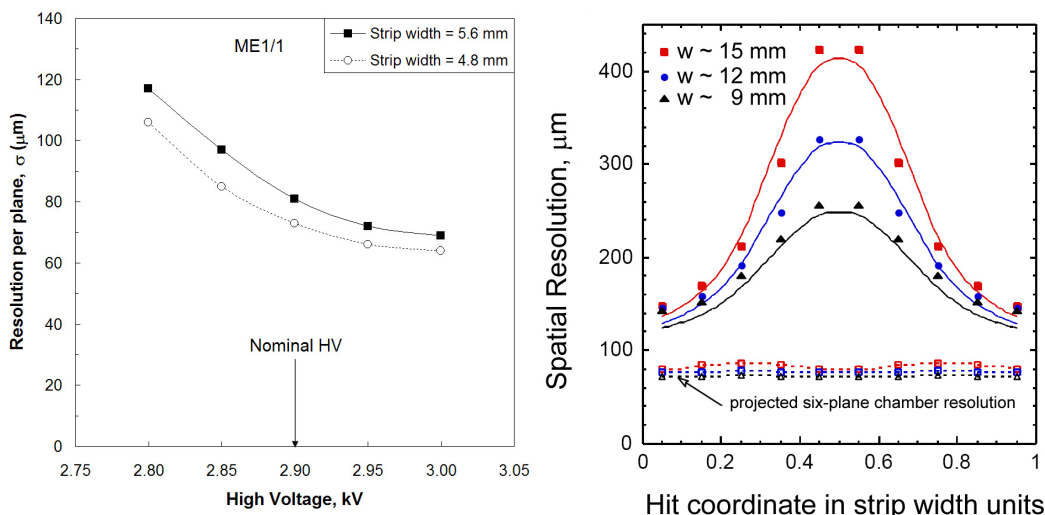 140
120
100
80
60
40
20
0
2.75
2.80
2.85
2.90
2.95
3.00
3.05
Resolution per plane, σ (μm)
High Voltage, kV
ME1/1
Strip width = 5.6 mm
Strip width = 4.8 mm
Nominal HV
w ~ 15 mm
w ~ 12 mm
w ~ 9 mm
400
300
200
100
0
0
0.2
0.4
0.6
0.8
1
Spatial Resolution, μm
projected six-plane chamber resolution
Hit coordinate in strip width units